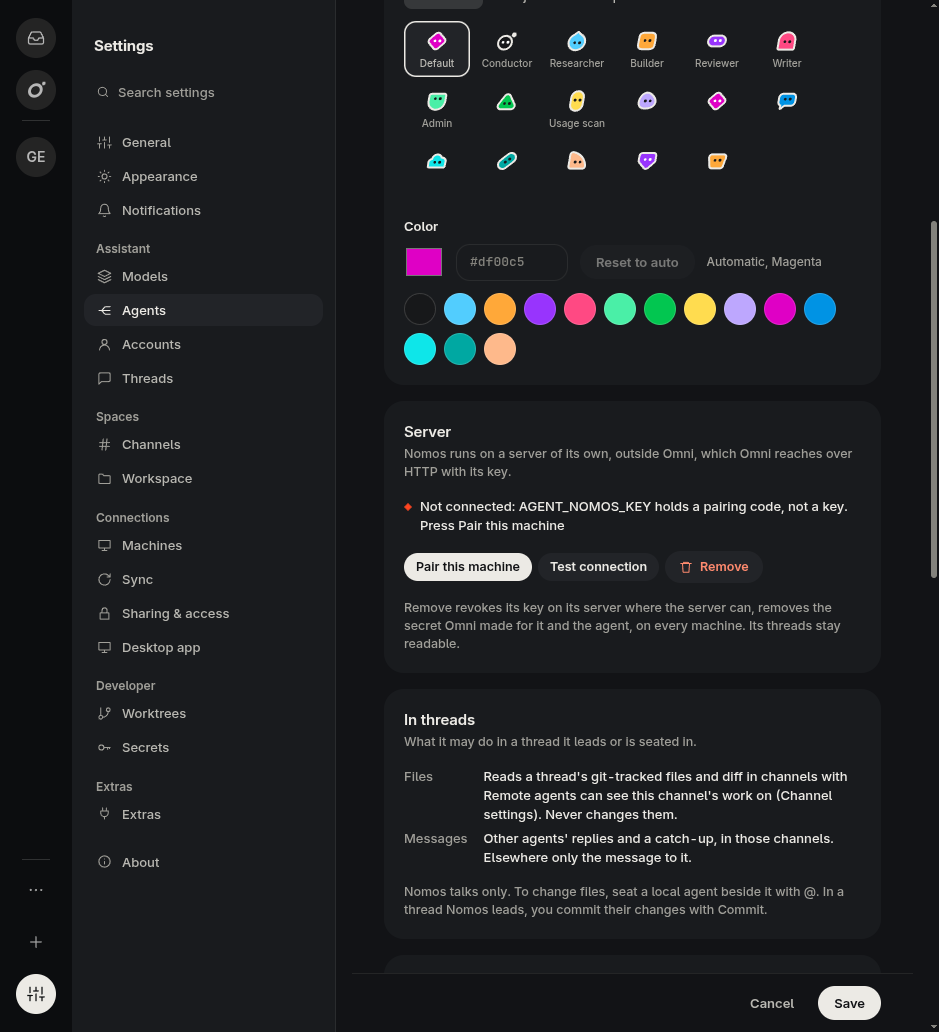 Settings
Search settings
GE
General
Appearance
Notifications
Assistant
Models
Agents
Accounts
Threads
Spaces
Channels
Workspace
Connections
Machines
Sync
Sharing & access
Desktop app
Developer
Worktrees
Secrets
Extras
Extras
About
Default Conductor Researcher Builder Reviewer Writer
Admin Usage scan
Color
#df00c5 Reset to auto Automatic, Magenta
Server
Nomos runs on a server of its own, outside Omni, which Omni reaches over
HTTP with its key.
Not connected: AGENT_NOMOS_KEY holds a pairing code, not a key.
Press Pair this machine
Pair this machine Test connection Remove
Remove revokes its key on its server where the server can, removes the
secret Omni made for it and the agent, on every machine. Its threads stay
readable.
In threads
What it may do in a thread it leads or is seated in.
Files Reads a thread's git-tracked files and diff in channels with
Remote agents can see this channel's work on (Channel
settings). Never changes them.
Messages Other agents' replies and a catch-up, in those channels.
Elsewhere only the message to it.
Nomos talks only. To change files, seat a local agent beside it with @. In a
thread Nomos leads, you commit their changes with Commit.
Cancel Save